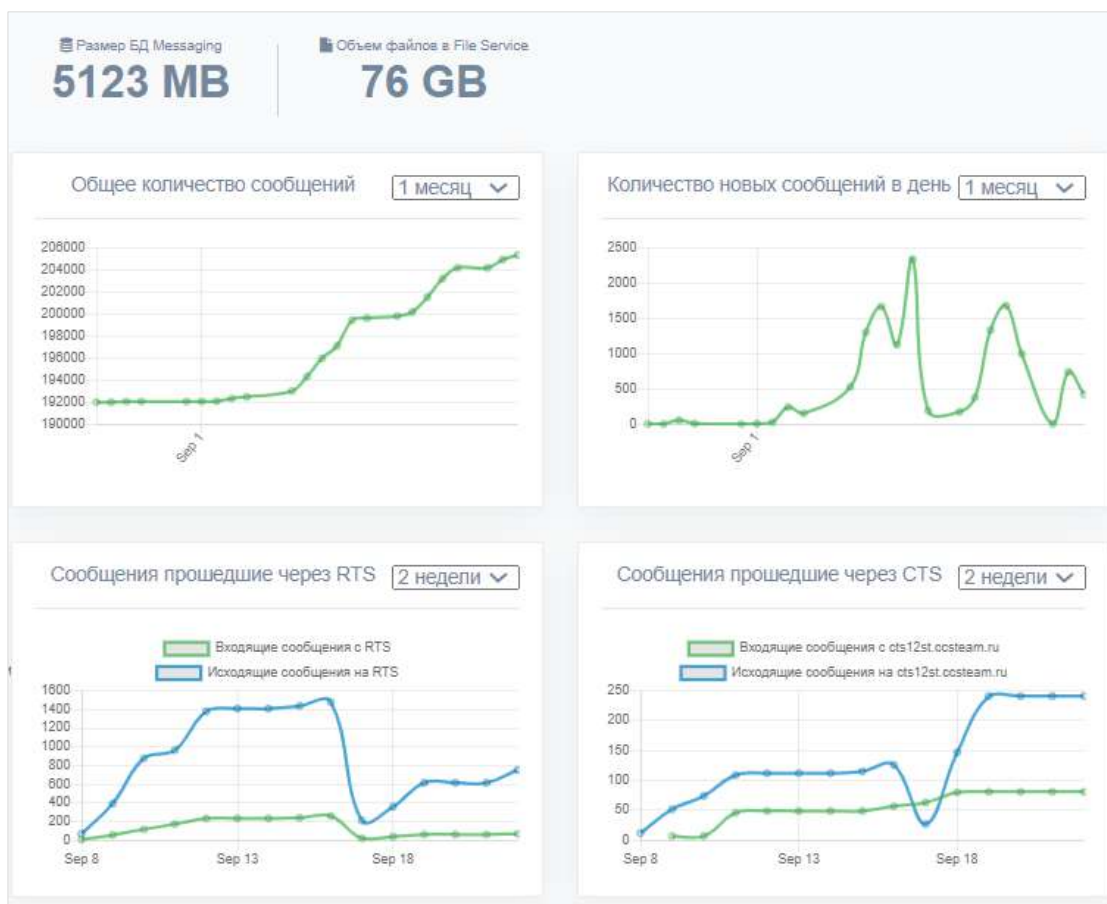 Размер БД Messaging
Объем файлов в File Service
5123 MB
76 GB
Общее количество сообщений
1 месяц
206000
204000
202000
200000
198000
196000
194000
192000
190000
Sep 1
Количество новых сообщений в день
1 месяц
2500
2000
1500
1000
500
0
Sep 1
Сообщения прошедшие через RTS
2 недели
Входящие сообщения с RTS
Исходящие сообщения на RTS
1600
1400
1200
1000
800
600
400
200
0
Sep 8
Sep 13
Sep 18
Сообщения прошедшие через CTS
2 недели
Входящие сообщения с cts12st.ccsteam.ru
Исходящие сообщения на cts12st.ccsteam.ru
250
200
150
100
50
0
Sep 8
Sep 13
Sep 18